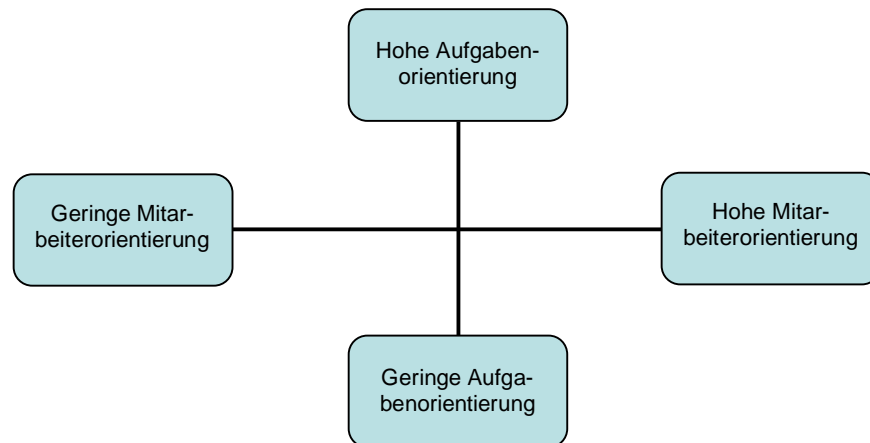 Hohe Aufgaben-
orientierung
Geringe Mitar-
beiterorientierung
Hohe Mitar-
beiterorientierung
Geringe Aufga-
benorientierung